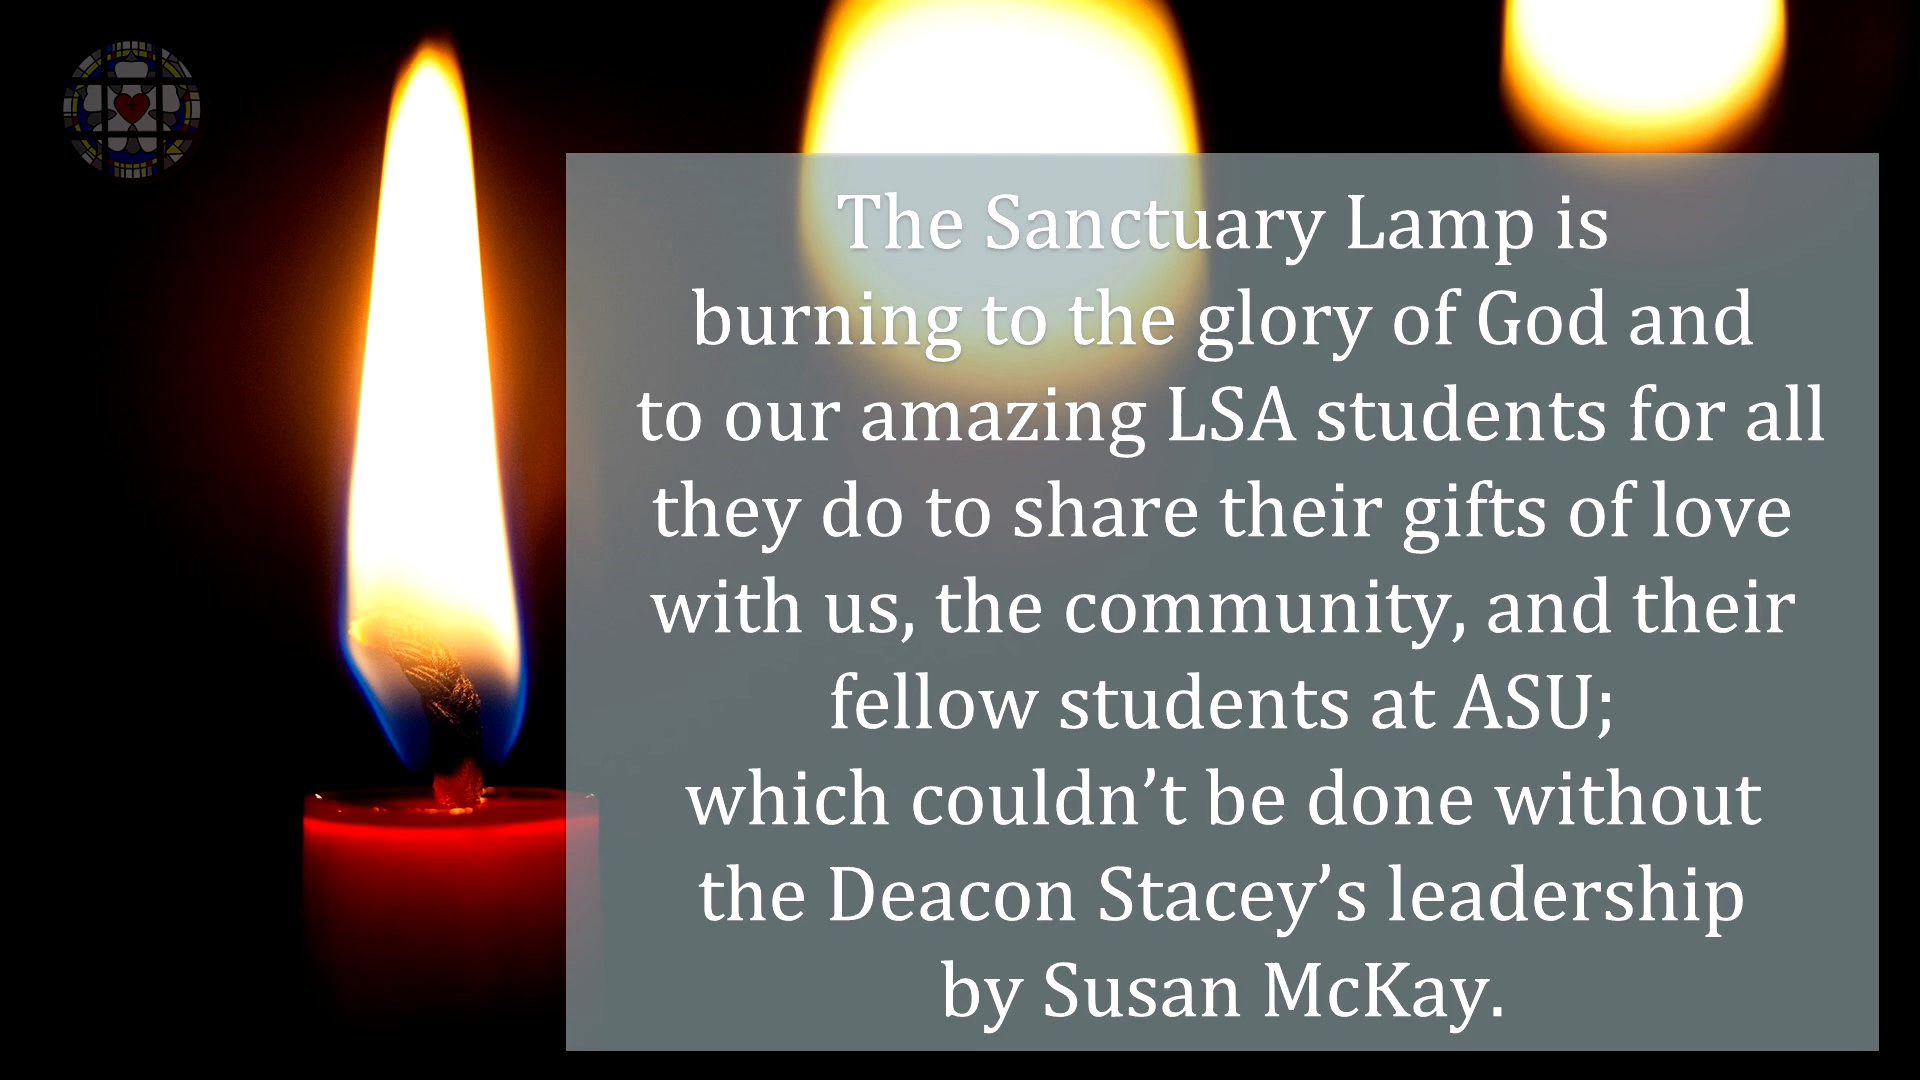 The Sanctuary Lamp is
burning to the glory of God and
to our amazing LSA students for all
they do to share their gifts of love
with us, the community, and their
fellow students at ASU;
which couldn’t be done without
the Deacon Stacey’s leadership
by Susan McKay.